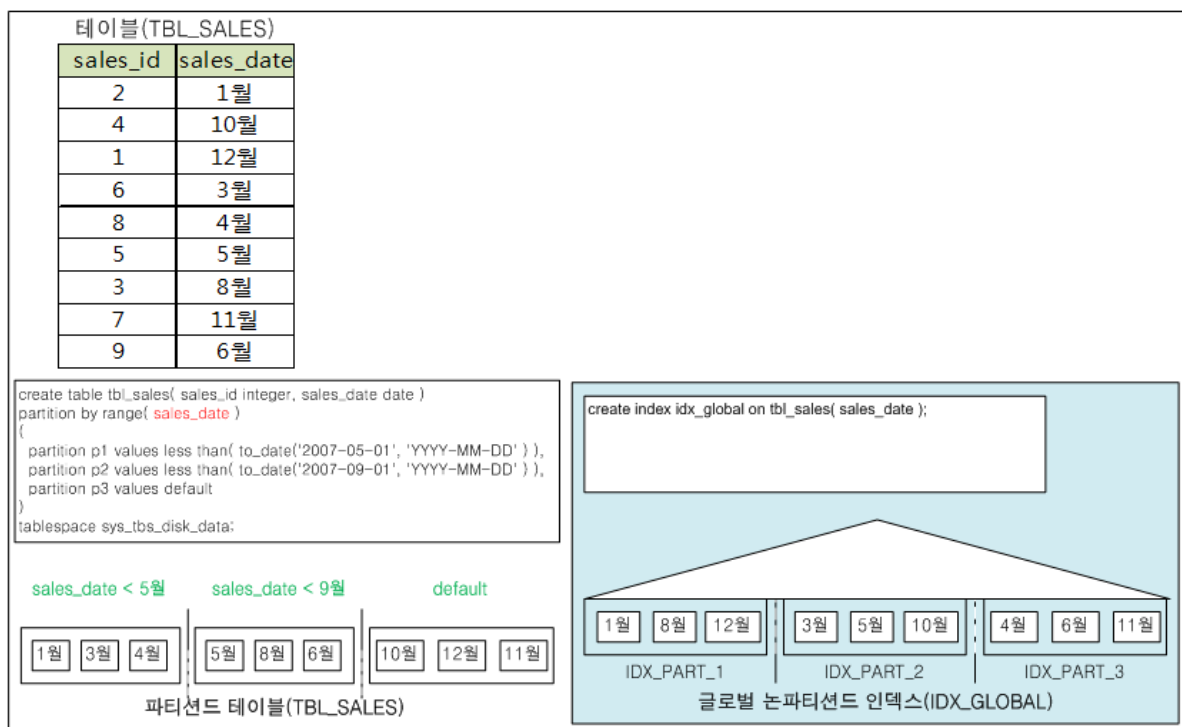 테이블(TBL_SALES)
sales_id sales_date
2 1월
4 10월
1 12월
6 3월
8 4월
5 5월
3 8월
7 11월
9 6월
create table tbl_sales( sales_id integer, sales_date date )
partition by range( sales_date )
(
partition p1 values less than( to_date('2007-05-01', 'YYYY-MM-DD' ) ),
partition p2 values less than( to_date('2007-09-01', 'YYYY-MM-DD' ) ),
partition p3 values default
)
tablespace sys_tbs_disk_data;
sales_date < 5월 sales_date < 9월 default
1월 3월 4월 5월 8월 6월 10월 12월 11월
파티션드 테이블(TBL_SALES)
create index idx_global on tbl_sales( sales_date );
1월 8월 12월 3월 5월 10월 4월 6월 11월
IDX_PART_1 IDX_PART_2 IDX_PART_3
글로벌 논파티션드 인덱스(IDX_GLOBAL)